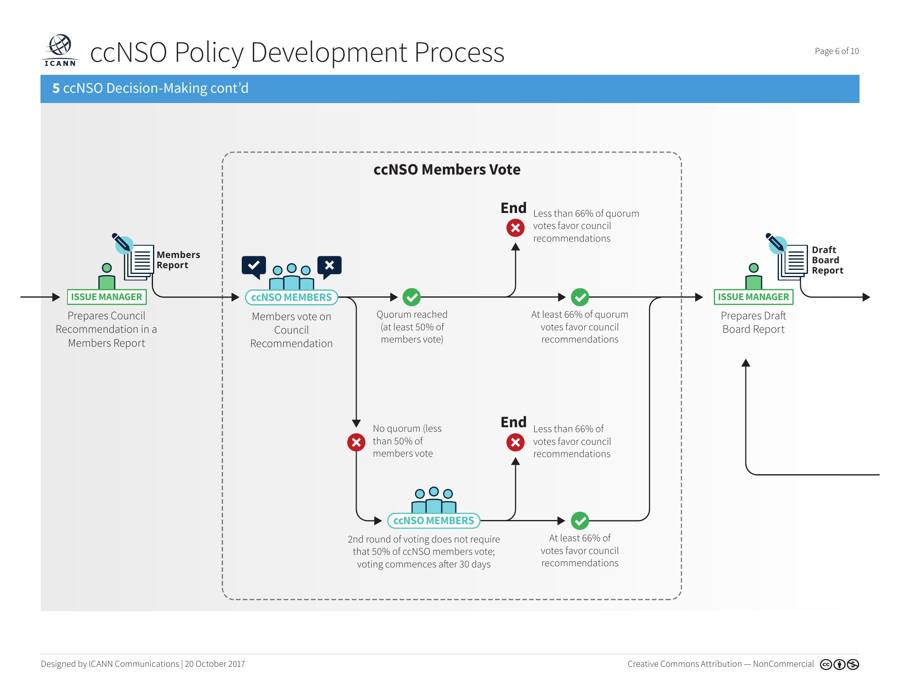 ICANN
ccNSO Policy Development Process
Page 6 of 10
5 ccNSO Decision-Making cont’d
ccNSO Members Vote
End
Less than 66% of quorum
votes favor council
recommendations
Members
Report
Draft
Board
Report
ISSUE MANAGER
ccNSO MEMBERS
ISSUE MANAGER
Prepares Council
Recommendation in a
Members Report
Members vote on
Council
Recommendation
Quorum reached
(at least 50% of
members vote)
At least 66% of quorum
votes favor council
recommendations
Prepares Draft
Board Report
No quorum (less
than 50% of
members vote
End
Less than 66% of
votes favor council
recommendations
ccNSO MEMBERS
2nd round of voting does not require
that 50% of ccNSO members vote;
voting commences after 30 days
At least 66% of
votes favor council
recommendations
Designed by ICANN Communications | 20 October 2017
Creative Commons Attribution — NonCommercial